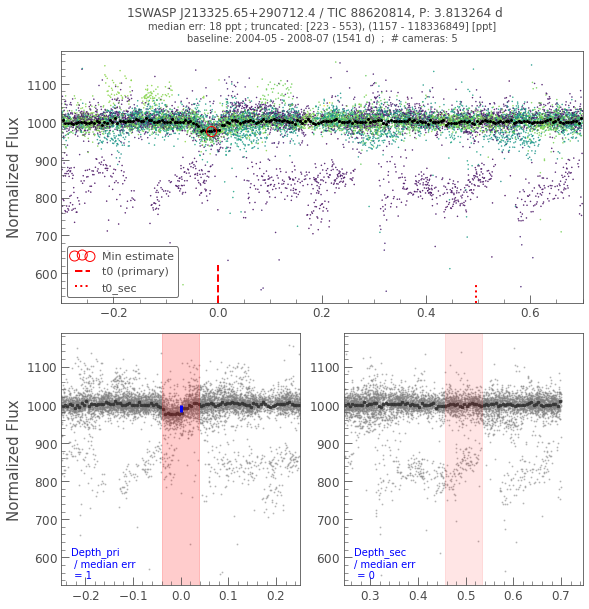 1SWASP J213325.65+290712.4 / TIC 88620814, P: 3.813264 d
median err: 18 ppt ; truncated: [223 - 553), (1157 - 118336849] [ppt]
baseline: 2004-05 - 2008-07 (1541 d) ; # cameras: 5
Normalized Flux
1100
1000
900
800
700
600
Min estimate
t0 (primary)
t0_sec
−0.2 0.0 0.2 0.4 0.6
Normalized Flux
1100
1000
900
800
700
600
Depth_pri
/ median err
= 1
−0.2 −0.1 0.0 0.1 0.2
1100
1000
900
800
700
600
Depth_sec
/ median err
= 0
0.3 0.4 0.5 0.6 0.7